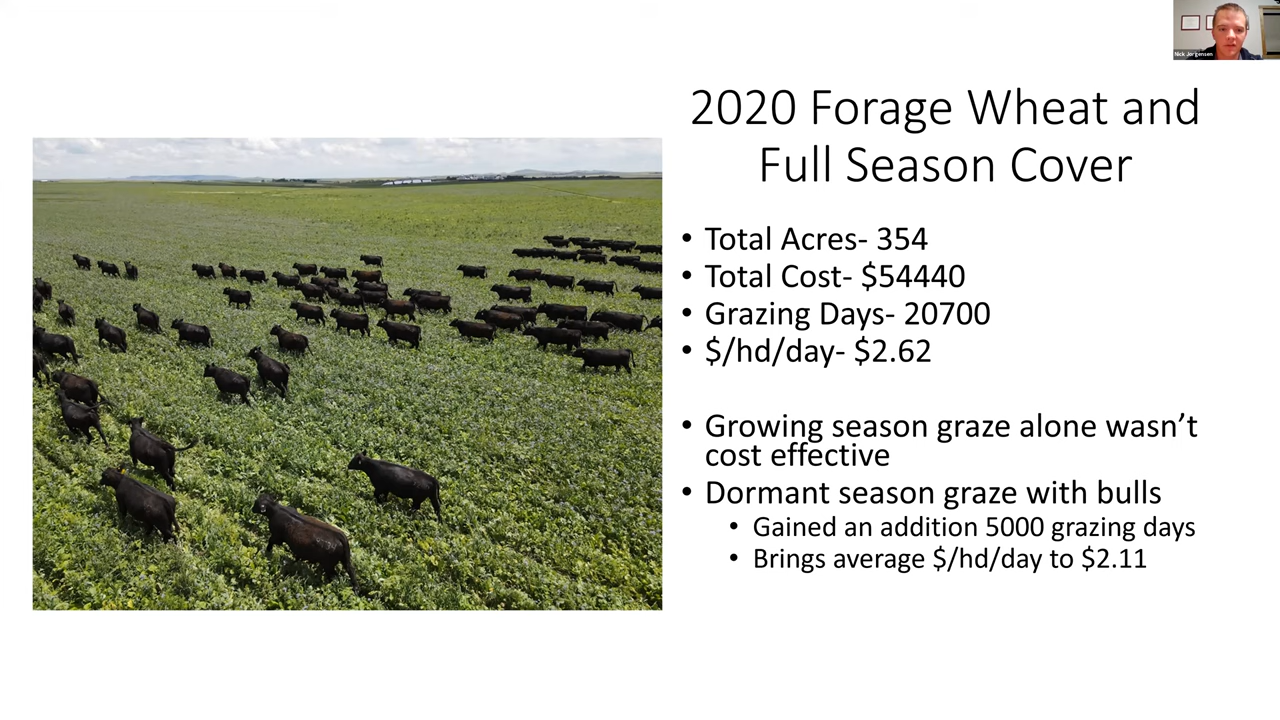 Nick Jorgensen
2020 Forage Wheat and
Full Season Cover
• Total Acres- 354
• Total Cost- $54440
• Grazing Days- 20700
• $/hd/day- $2.62
• Growing season graze alone wasn’t
cost effective
• Dormant season graze with bulls
• Gained an addition 5000 grazing days
• Brings average $/hd/day to $2.11